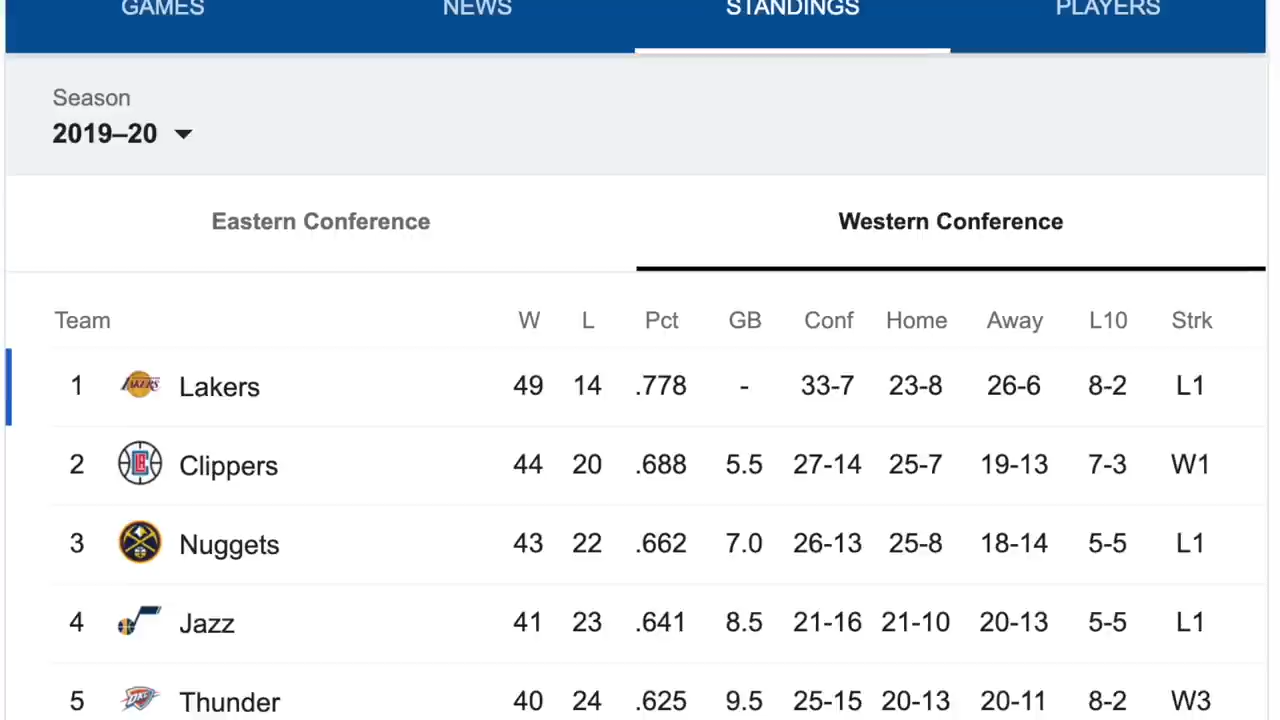 GAMES NEWS STANDINGS PLAYERS
Season
2019–20
Eastern Conference Western Conference
Team W L Pct GB Conf Home Away L10 Strk
1 LAKERS Lakers 49 14 .778 - 33-7 23-8 26-6 8-2 L1
2 LA Clippers 44 20 .688 5.5 27-14 25-7 19-13 7-3 W1
3 Nuggets 43 22 .662 7.0 26-13 25-8 18-14 5-5 L1
4 Jazz 41 23 .641 8.5 21-16 21-10 20-13 5-5 L1
5 OKC Thunder 40 24 .625 9.5 25-15 20-13 20-11 8-2 W3